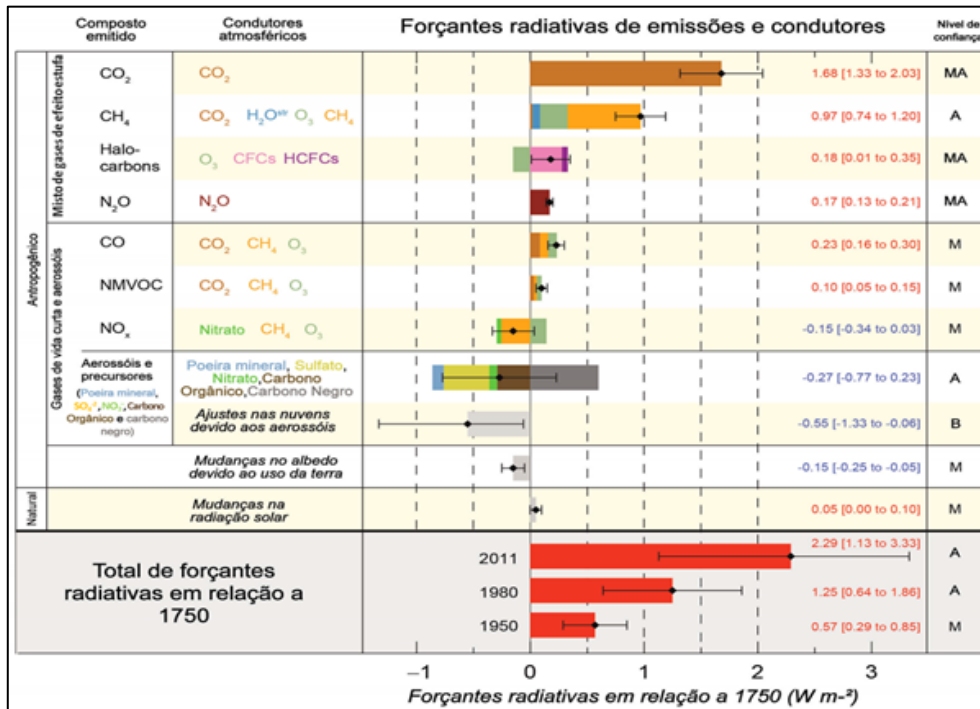 Composto emitido
Condutores atmosféricos
Forçantes radiativas de emissões e condutores
Nível de confiança
Antropogênico
Misto de gases de efeito estufa
CO₂
CO₂
1.68 [1.33 to 2.03]
MA
CH₄
CO₂ H₂Oˢᵗʳ O₃ CH₄
0.97 [0.74 to 1.20]
A
Halo-
carbons
O₃ CFCs HCFCs
0.18 [0.01 to 0.35]
MA
N₂O
N₂O
0.17 [0.13 to 0.21]
MA
Gases de vida curta e aerossóis
CO
CO₂ CH₄ O₃
0.23 [0.16 to 0.30]
M
NMVOC
CO₂ CH₄ O₃
0.10 [0.05 to 0.15]
M
NOₓ
Nitrato CH₄ O₃
-0.15 [-0.34 to 0.03]
M
Aerossóis e
precursores
(Poeira mineral,
Orgânico e carbono
negro)
Poeira mineral, Sulfato,
Nitrato,Carbono
Orgânico,Carbono Negro
-0.27 [-0.77 to 0.23]
A
Ajustes nas nuvens
devido aos aerossóis
-0.55 [-1.33 to -0.06]
B
Mudanças no albedo
devido ao uso da terra
-0.15 [-0.25 to -0.05]
M
Natural
Mudanças na
radiação solar
0.05 [0.00 to 0.10]
M
Total de forçantes
radiativas em relação a
1750
2011
2.29 [1.13 to 3.33]
A
1980
1.25 [0.64 to 1.86]
A
1950
0.57 [0.29 to 0.85]
M
−1 0 1 2 3
Forçantes radiativas em relação a 1750 (W m-²)